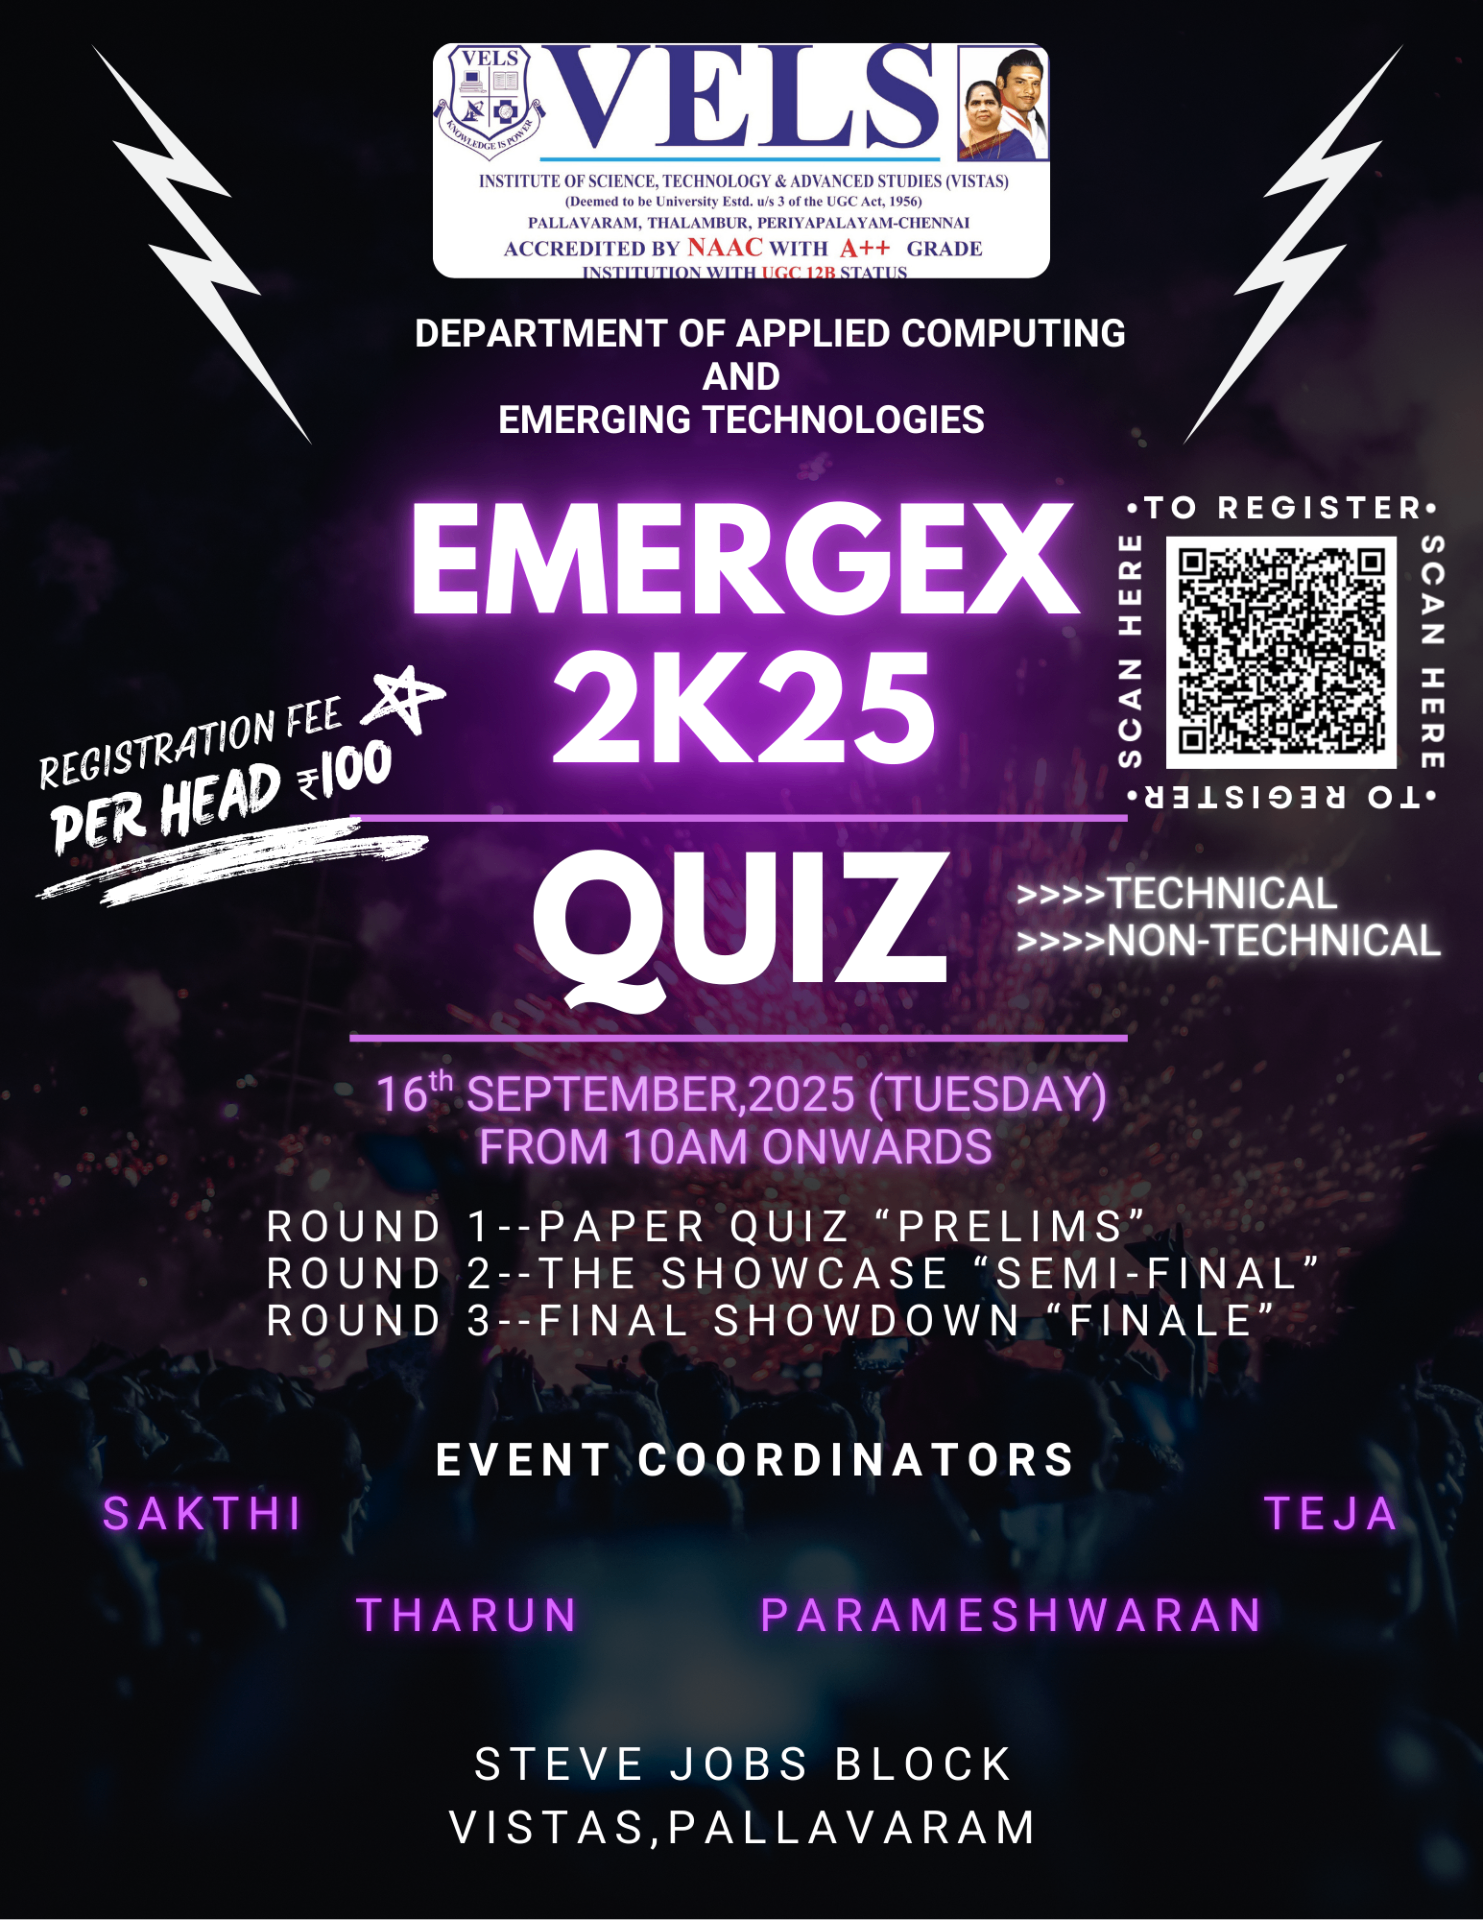 VELS
KNOWLEDGE IS POWER
VELS
INSTITUTE OF SCIENCE, TECHNOLOGY & ADVANCED STUDIES (VISTAS)
(Deemed to be University Estd. u/s 3 of the UGC Act, 1956)
PALLAVARAM, THALAMBUR, PERIYAPALAYAM-CHENNAI
ACCREDITED BY NAAC WITH A++ GRADE
INSTITUTION WITH UGC 12B STATUS
DEPARTMENT OF APPLIED COMPUTING
AND
EMERGING TECHNOLOGIES
EMERGEX
2K25
•TO REGISTER•
SCAN HERE
SCAN HERE
•TO REGISTER•
REGISTRATION FEE
PER HEAD ₹100
QUIZ
>>>>TECHNICAL
>>>>NON-TECHNICAL
16th SEPTEMBER,2025 (TUESDAY)
FROM 10AM ONWARDS
ROUND 1--PAPER QUIZ “PRELIMS”
ROUND 2--THE SHOWCASE “SEMI-FINAL”
ROUND 3--FINAL SHOWDOWN “FINALE”
EVENT COORDINATORS
SAKTHI
TEJA
THARUN
PARAMESHWARAN
STEVE JOBS BLOCK
VISTAS,PALLAVARAM